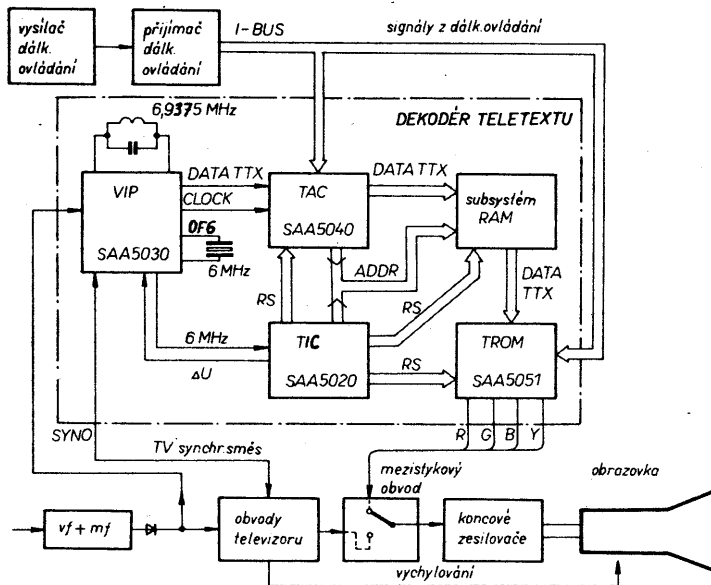 vysílač
dálk.
ovládání
přijímač
dálk.
ovládání
I-BUS
signály z dálk.ovládání
6,9375 MHz
DEKODÉR TELETEXTU
VIP
SAA5030
DATA TTX
CLOCK
TAC
SAA5040
DATA TTX
subsystém
RAM
OFG
6 MHz
ADDR
DATA
TTX
RS
RS
6 MHz
ΔU
TIC
SAA5020
RS
TROM
SAA5051
SYNO
TV synchr.směs
R
G
B
Y
mezistykový
obvod
obrazovka
vf + mf
obvody
televizoru
koncové
zesilovače
vychylování